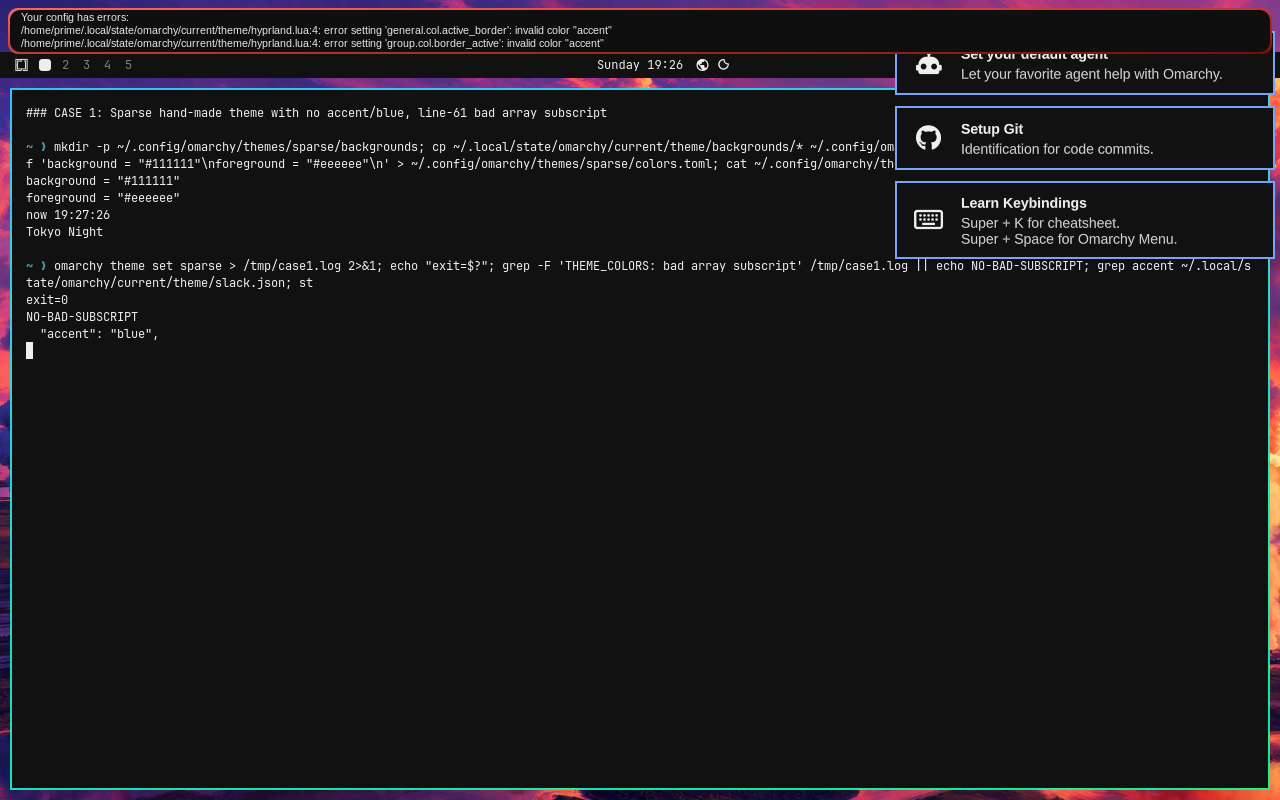 Your config has errors:
/home/prime/.local/state/omarchy/current/theme/hyprland.lua:4: error setting 'general.col.active_border': invalid color "accent"
/home/prime/.local/state/omarchy/current/theme/hyprland.lua:4: error setting 'group.col.border_active': invalid color "accent"
2 3 4 5
Sunday 19:26
Set your default agent
Let your favorite agent help with Omarchy.
Setup Git
Identification for code commits.
Learn Keybindings
Super + K for cheatsheet.
Super + Space for Omarchy Menu.
### CASE 1: Sparse hand-made theme with no accent/blue, line-61 bad array subscript
~ ❯ mkdir -p ~/.config/omarchy/themes/sparse/backgrounds; cp ~/.local/state/omarchy/current/theme/backgrounds/* ~/.config/om
f 'background = "#111111"\nforeground = "#eeeeee"\n' > ~/.config/omarchy/themes/sparse/colors.toml; cat ~/.config/omarchy/th
background = "#111111"
foreground = "#eeeeee"
now 19:27:26
Tokyo Night
~ ❯ omarchy theme set sparse > /tmp/case1.log 2>&1; echo "exit=$?"; grep -F 'THEME_COLORS: bad array subscript' /tmp/case1.log || echo NO-BAD-SUBSCRIPT; grep accent ~/.local/s
tate/omarchy/current/theme/slack.json; st
exit=0
NO-BAD-SUBSCRIPT
"accent": "blue",